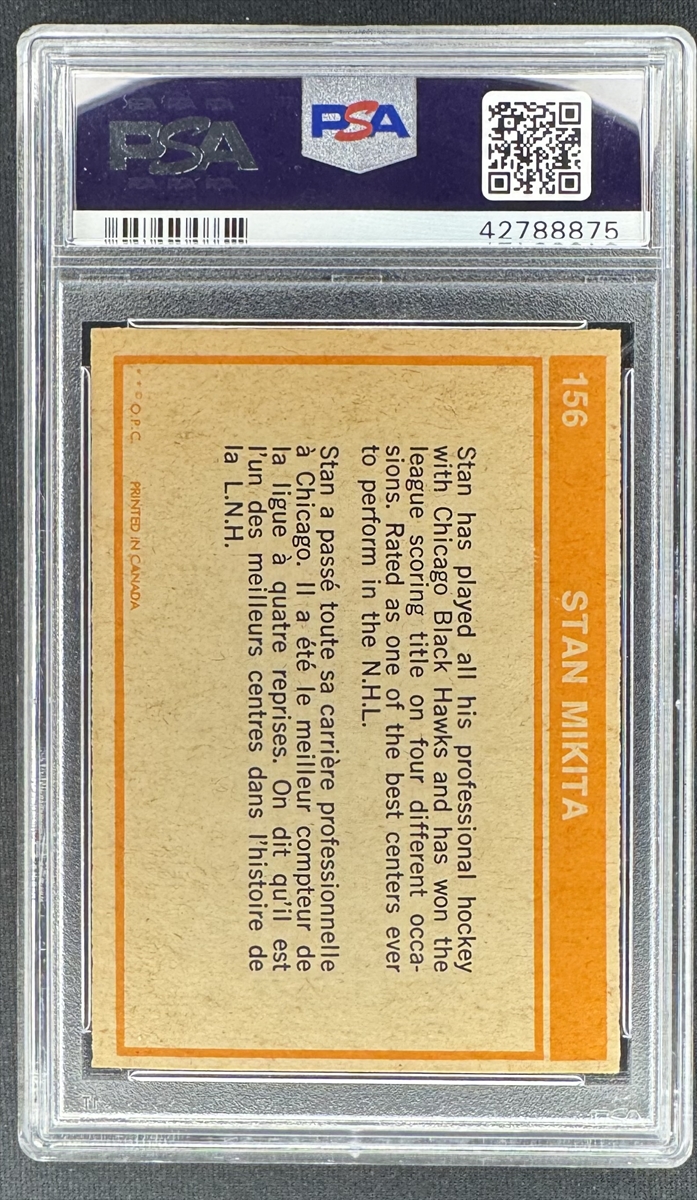 PSA
PSA
42788875
156 STAN MIKITA
Stan has played all his professional hockey
with Chicago Black Hawks and has won the
league scoring title on four different occa-
sions. Rated as one of the best centers ever
to perform in the N.H.L.
Stan a passé toute sa carrière professionnelle
à Chicago. Il a été le meilleur compteur de
la ligue à quatre reprises. On dit qu'il est
l'un des meilleurs centres dans l'histoire de
la L.N.H.
* * © O.P.C. PRINTED IN CANADA
PSA